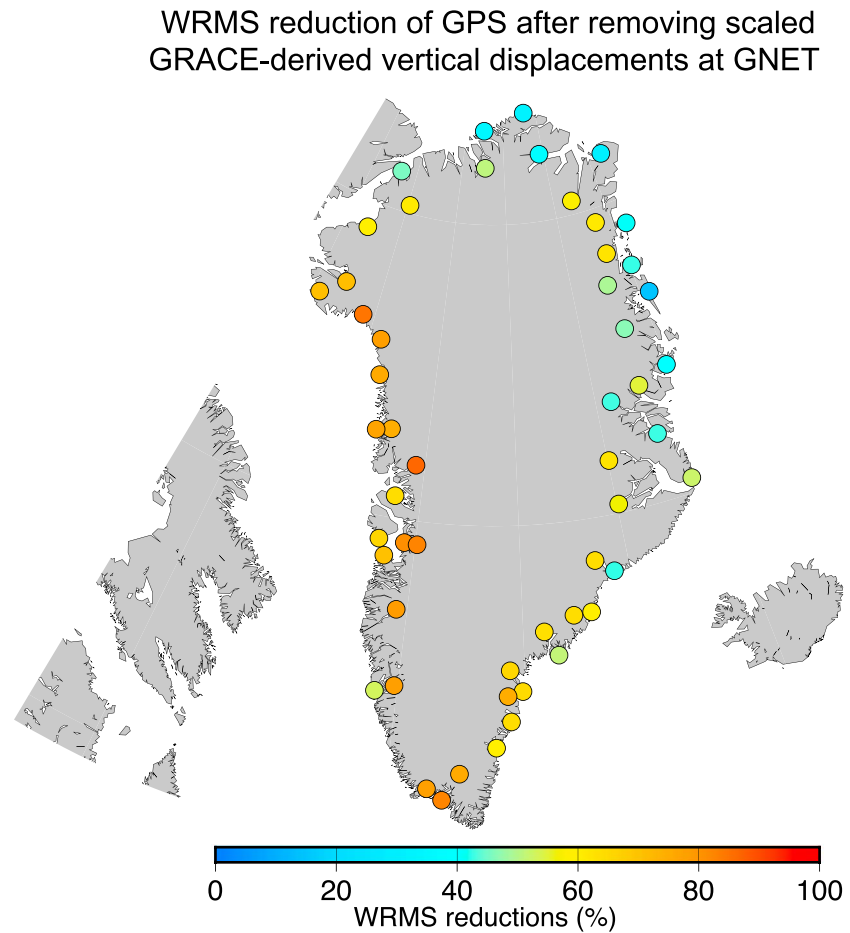 WRMS reduction of GPS after removing scaled
GRACE-derived vertical displacements at GNET
0 20 40 60 80 100
WRMS reductions (%)